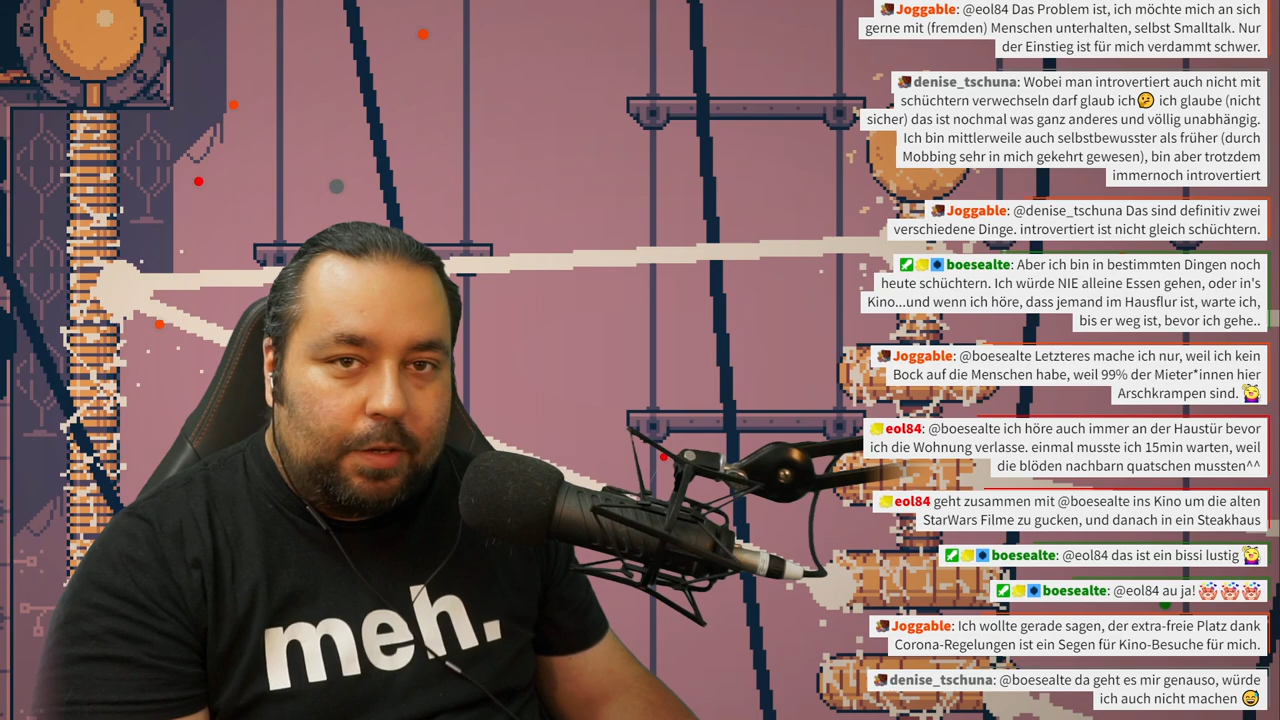 Joggable: @eol84 Das Problem ist, ich möchte mich an sich
gerne mit (fremden) Menschen unterhalten, selbst Smalltalk. Nur
der Einstieg ist für mich verdammt schwer.
denise_tschuna: Wobei man introvertiert auch nicht mit
schüchtern verwechseln darf glaub ich🤔 ich glaube (nicht
sicher) das ist nochmal was ganz anderes und völlig unabhängig.
Ich bin mittlerweile auch selbstbewusster als früher (durch
Mobbing sehr in mich gekehrt gewesen), bin aber trotzdem
immernoch introvertiert
Joggable: @denise_tschuna Das sind definitiv zwei
verschiedene Dinge. introvertiert ist nicht gleich schüchtern.
boesealte: Aber ich bin in bestimmten Dingen noch
heute schüchtern. Ich würde NIE alleine Essen gehen, oder in's
Kino...und wenn ich höre, dass jemand im Hausflur ist, warte ich,
bis er weg ist, bevor ich gehe..
Joggable: @boesealte Letzteres mache ich nur, weil ich kein
Bock auf die Menschen habe, weil 99% der Mieter*innen hier
Arschkrampen sind.
eol84: @boesealte ich höre auch immer an der Haustür bevor
ich die Wohnung verlasse. einmal musste ich 15min warten, weil
die blöden nachbarn quatschen mussten^^
eol84 geht zusammen mit @boesealte ins Kino um die alten
StarWars Filme zu gucken, und danach in ein Steakhaus
boesealte: @eol84 das ist ein bissi lustig
boesealte: @eol84 au ja!
Joggable: Ich wollte gerade sagen, der extra-freie Platz dank
Corona-Regelungen ist ein Segen für Kino-Besuche für mich.
denise_tschuna: @boesealte da geht es mir genauso, würde
ich auch nicht machen 😅
meh.